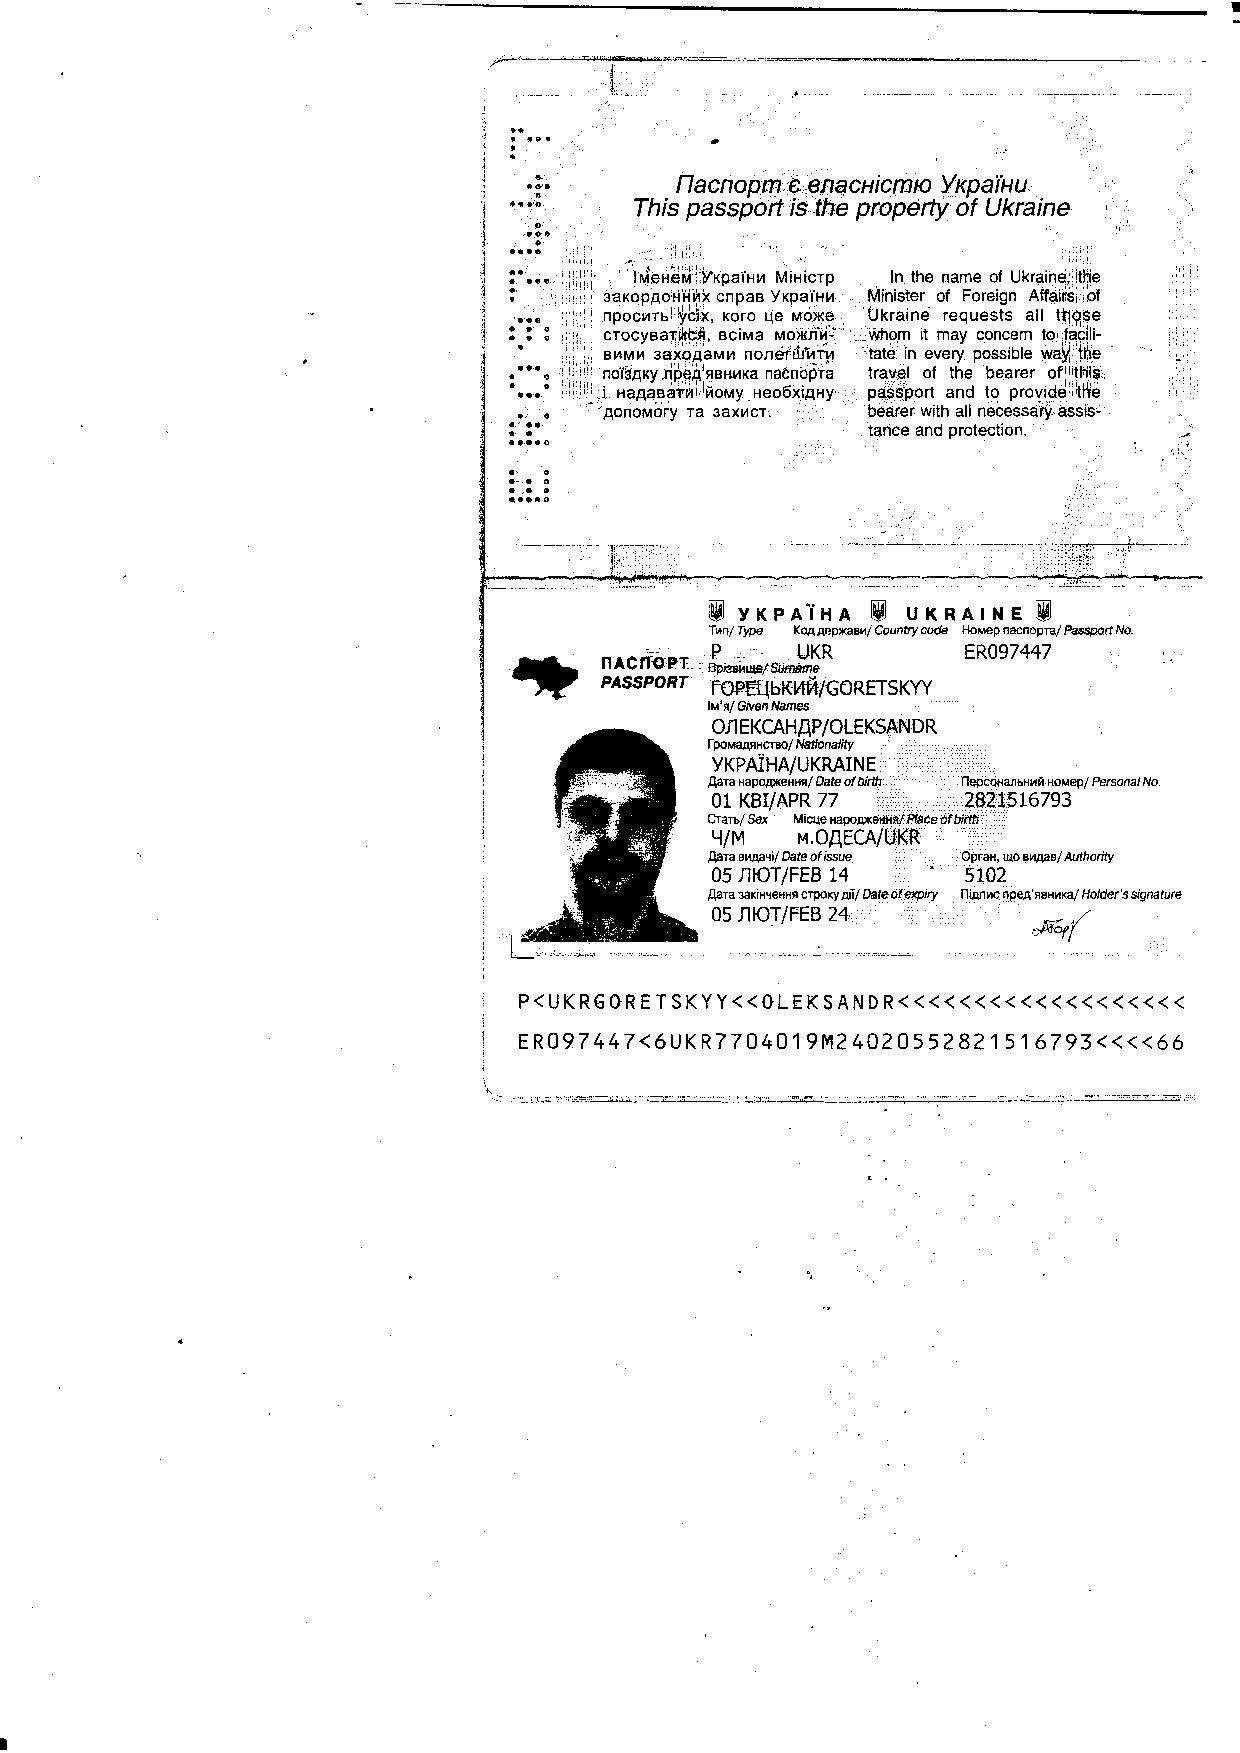 Паспорт є власністю України
This passport is the property of Ukraine
Іменем України Міністр
закордонних справ України
просить усіх, кого це може
стосуватися, всіма можли-
вими заходами полегшити
поїздку пред'явника паспорта
і надавати йому необхідну
допомогу та захист.
In the name of Ukraine, the
Minister of Foreign Affairs of
Ukraine requests all those
whom it may concern to facili-
tate in every possible way the
travel of the bearer of this
passport and to provide the
bearer with all necessary assis-
tance and protection.
УКРАЇНА UKRAINE
Тип/ Type Код держави/ Country code Номер паспорта/ Passport No.
P UKR ER097447
ПАСПОРТ
PASSPORT
Прізвище/ Surname
ГОРЕЦЬКИЙ/GORETSKYY
Ім'я/ Given Names
ОЛЕКСАНДР/OLEKSANDR
Громадянство/ Nationality
УКРАЇНА/UKRAINE
Дата народження/ Date of birth Персональний номер/ Personal No.
01 КВІ/APR 77 2821516793
Стать/ Sex Місце народження/ Place of birth
Ч/M м.ОДЕСА/UKR
Дата видачі/ Date of issue Орган, що видав/ Authority
05 ЛЮТ/FEB 14 5102
Дата закінчення строку дії/ Date of expiry Підпис пред'явника/ Holder's signature
05 ЛЮТ/FEB 24
P<UKRGORETSKYY<<OLEKSANDR<<<<<<<<<<<<<<<<<<<
ER097447<6UKR7704019M24020552821516793<<<<66